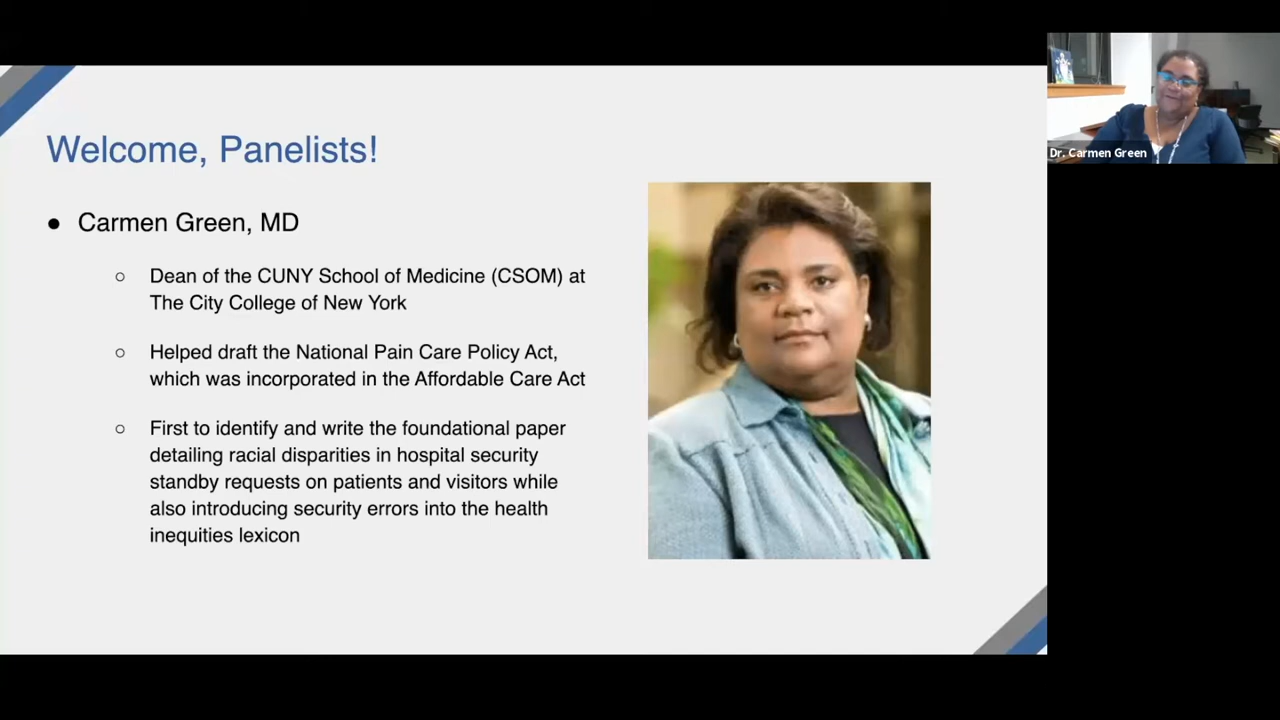 Welcome, Panelists!
● Carmen Green, MD
○ Dean of the CUNY School of Medicine (CSOM) at
The City College of New York
○ Helped draft the National Pain Care Policy Act,
which was incorporated in the Affordable Care Act
○ First to identify and write the foundational paper
detailing racial disparities in hospital security
standby requests on patients and visitors while
also introducing security errors into the health
inequities lexicon
Dr. Carmen Green